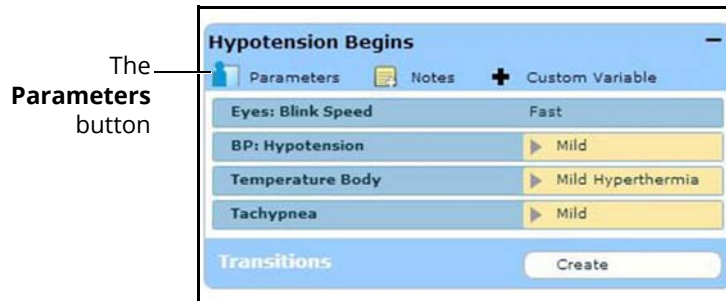 The
Parameters
button
Hypotension Begins
Parameters Notes Custom Variable
Eyes: Blink Speed Fast
BP: Hypotension Mild
Temperature Body Mild Hyperthermia
Tachypnea Mild
Transitions Create